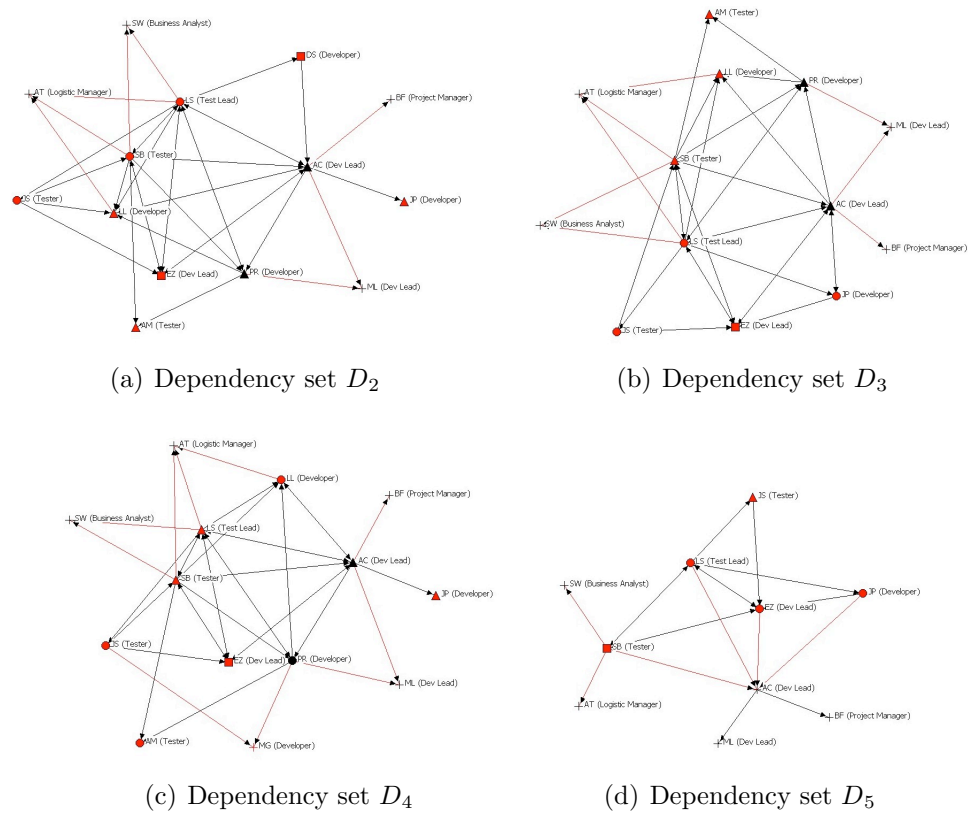 SW (Business Analyst)
DS (Developer)
AT (Logistic Manager)
LS (Test Lead)
BF (Project Manager)
SB (Tester)
AC (Dev Lead)
JS (Tester)
LL (Developer)
JP (Developer)
EZ (Dev Lead)
PR (Developer)
ML (Dev Lead)
AM (Tester)
(a) Dependency set D2
AM (Tester)
LL (Developer)
PR (Developer)
AT (Logistic Manager)
ML (Dev Lead)
SB (Tester)
AC (Dev Lead)
SW (Business Analyst)
LS (Test Lead)
BF (Project Manager)
JP (Developer)
JS (Tester)
EZ (Dev Lead)
(b) Dependency set D3
AT (Logistic Manager)
LL (Developer)
BF (Project Manager)
SW (Business Analyst)
LS (Test Lead)
AC (Dev Lead)
SB (Tester)
JP (Developer)
JS (Tester)
EZ (Dev Lead)
PR (Developer)
ML (Dev Lead)
AM (Tester)
MG (Developer)
(c) Dependency set D4
JS (Tester)
LS (Test Lead)
SW (Business Analyst)
JP (Developer)
EZ (Dev Lead)
SB (Tester)
AC (Dev Lead)
AT (Logistic Manager)
BF (Project Manager)
ML (Dev Lead)
(d) Dependency set D5